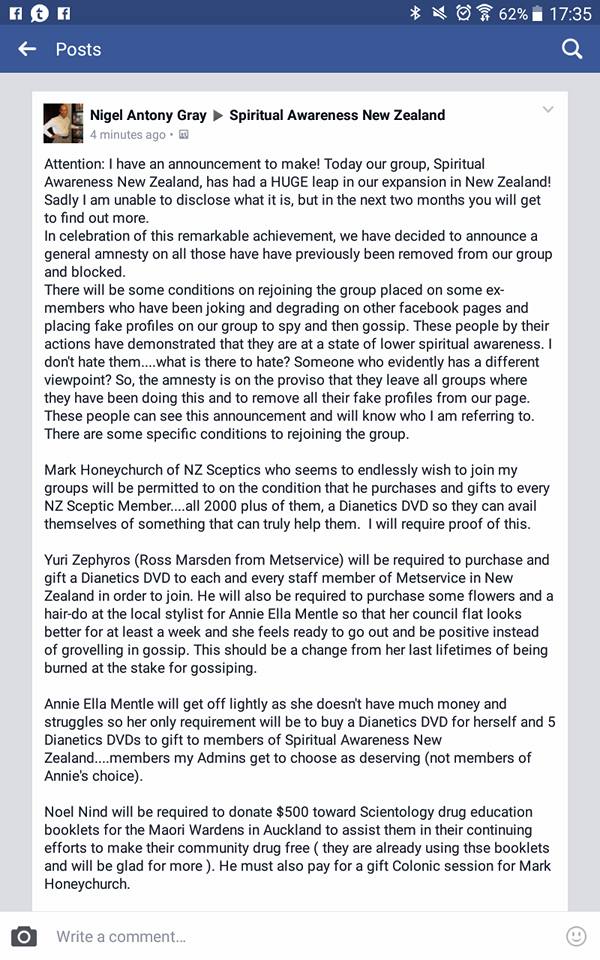 62% 17:35
Posts
Nigel Antony Gray ▶ Spiritual Awareness New Zealand
4 minutes ago •
Attention: I have an announcement to make! Today our group, Spiritual
Awareness New Zealand, has had a HUGE leap in our expansion in New Zealand!
Sadly I am unable to disclose what it is, but in the next two months you will get
to find out more.
In celebration of this remarkable achievement, we have decided to announce a
general amnesty on all those have have previously been removed from our group
and blocked.
There will be some conditions on rejoining the group placed on some ex-
members who have been joking and degrading on other facebook pages and
placing fake profiles on our group to spy and then gossip. These people by their
actions have demonstrated that they are at a state of lower spiritual awareness. I
don't hate them....what is there to hate? Someone who evidently has a different
viewpoint? So, the amnesty is on the proviso that they leave all groups where
they have been doing this and to remove all their fake profiles from our page.
These people can see this announcement and will know who I am referring to.
There are some specific conditions to rejoining the group.
Mark Honeychurch of NZ Sceptics who seems to endlessly wish to join my
groups will be permitted to on the condition that he purchases and gifts to every
NZ Sceptic Member....all 2000 plus of them, a Dianetics DVD so they can avail
themselves of something that can truly help them. I will require proof of this.
Yuri Zephyros (Ross Marsden from Metservice) will be required to purchase and
gift a Dianetics DVD to each and every staff member of Metservice in New
Zealand in order to join. He will also be required to purchase some flowers and a
hair-do at the local stylist for Annie Ella Mentle so that her council flat looks
better for at least a week and she feels ready to go out and be positive instead
of grovelling in gossip. This should be a change from her last lifetimes of being
burned at the stake for gossiping.
Annie Ella Mentle will get off lightly as she doesn't have much money and
struggles so her only requirement will be to buy a Dianetics DVD for herself and 5
Dianetics DVDs to gift to members of Spiritual Awareness New
Zealand....members my Admins get to choose as deserving (not members of
Annie's choice).
Noel Nind will be required to donate $500 toward Scientology drug education
booklets for the Maori Wardens in Auckland to assist them in their continuing
efforts to make their community drug free ( they are already using thse booklets
and will be glad for more ). He must also pay for a gift Colonic session for Mark
Honeychurch.
Write a comment...